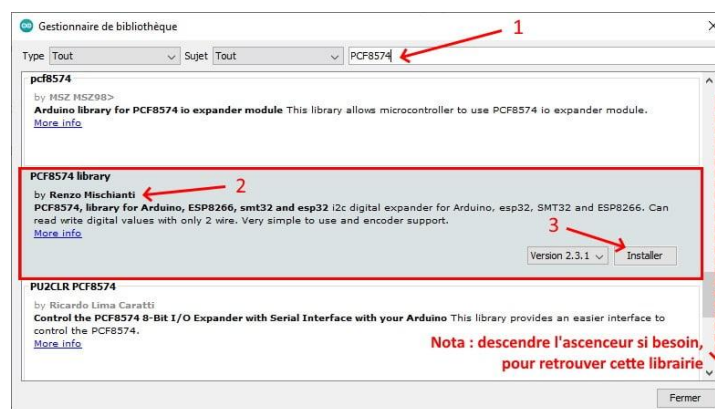 Gestionnaire de bibliothèque
1
Type Tout Sujet Tout PCF8574
pcf8574
by MSZ MSZ98>
Arduino library for PCF8574 io expander module This library allows microcontroller to use PCF8574 io expander module.
More info
PCF8574 library
2
by Renzo Mischianti
PCF8574, library for Arduino, ESP8266, smt32 and esp32 i2c digital expander for Arduino, esp32, SMT32 and ESP8266. Can
read write digital values with only 2 wire. Very simple to use and encoder support.
More info
3
Version 2.3.1 Installer
PU2CLR PCF8574
by Ricardo Lima Caratti
Control the PCF8574 8-Bit I/O Expander with Serial Interface with your Arduino This library provides an easier interface to
control the PCF8574.
More info
Nota : descendre l'ascenceur si besoin,
pour retrouver cette librairie
Fermer